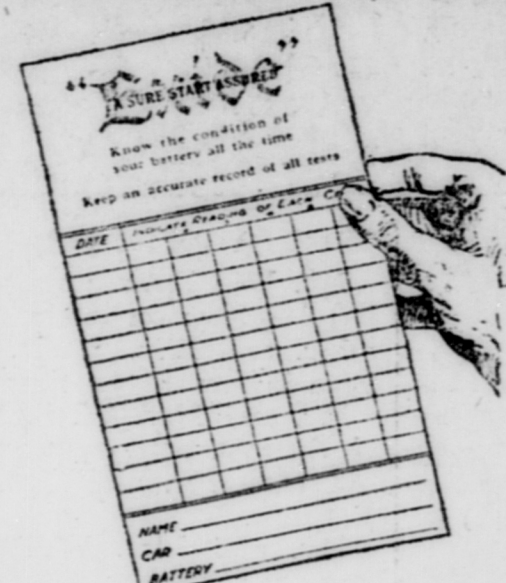 "Exide"
A SURE START ASSURED
Know the condition of
your battery all the time
Keep an accurate record of all tests
DATE INDICATE READING OF EACH
NAME
CAR
BATTERY